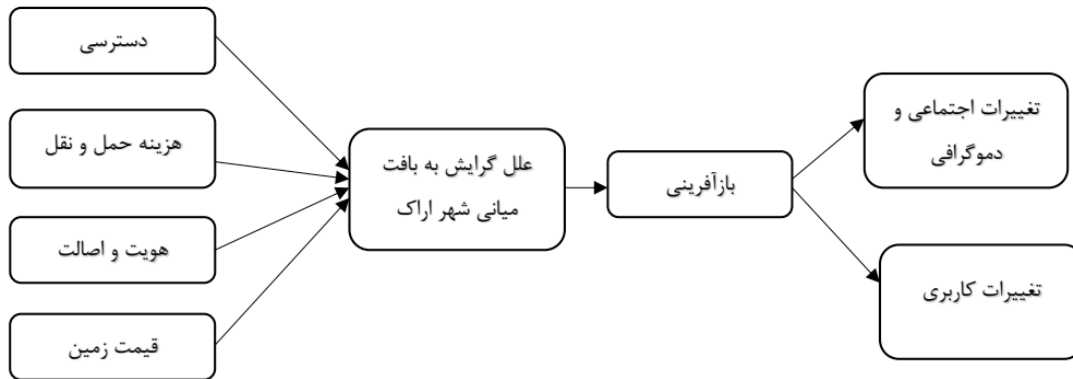 دسترسی
هزینه حمل و نقل
هویت و اصالت
قیمت زمین
علل گرایش به بافت
میانی شهر اراک
بازآفرینی
تغییرات اجتماعی و
دموگرافی
تغییرات کاربری